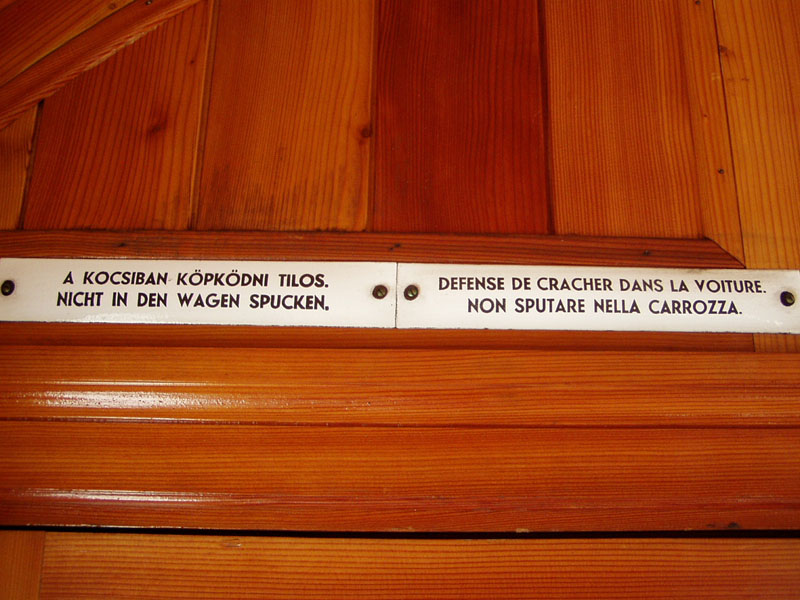 A KOCSIBAN KÖPKÖDNI TILOS.
NICHT IN DEN WAGEN SPUCKEN.
DEFENSE DE CRACHER DANS LA VOITURE.
NON SPUTARE NELLA CARROZZA.